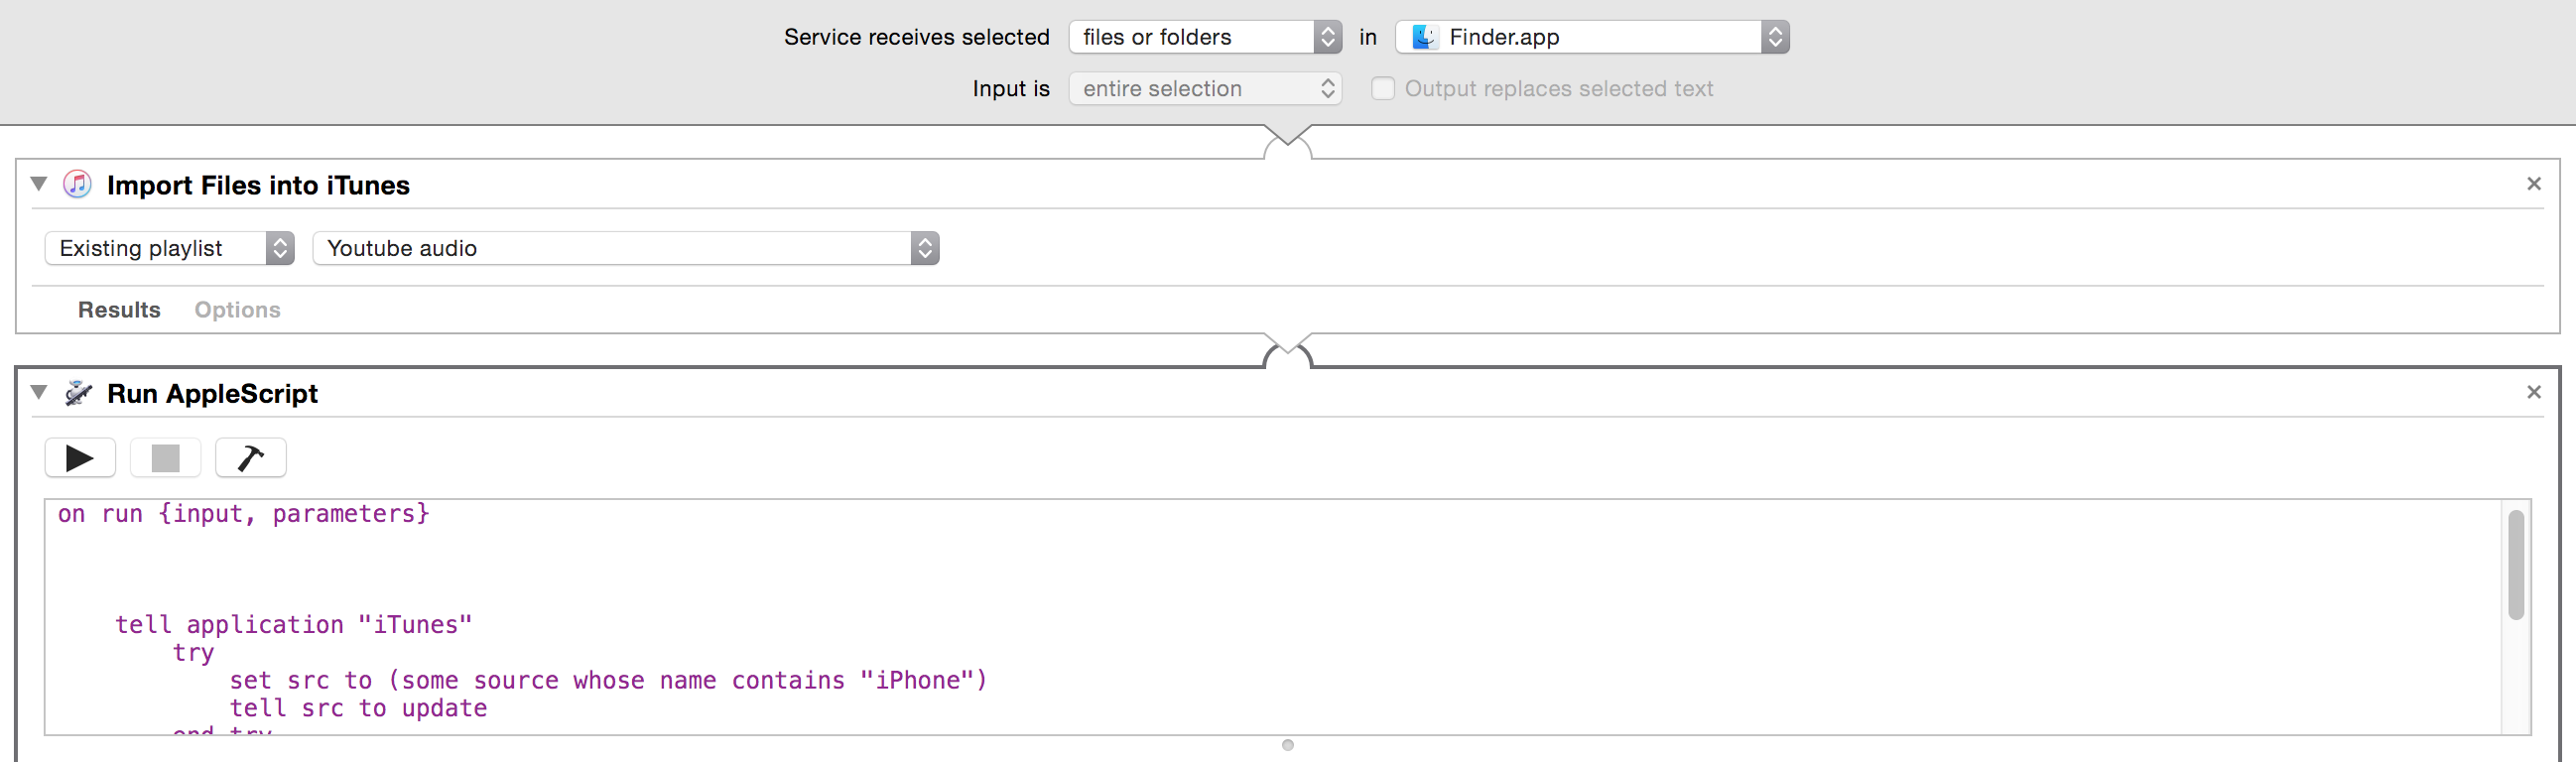 Service receives selected files or folders in Finder.app
Input is entire selection Output replaces selected text
Import Files into iTunes
Existing playlist Youtube audio
Results Options
Run AppleScript
on run {input, parameters}
tell application "iTunes"
try
set src to (some source whose name contains "iPhone")
tell src to update
end try